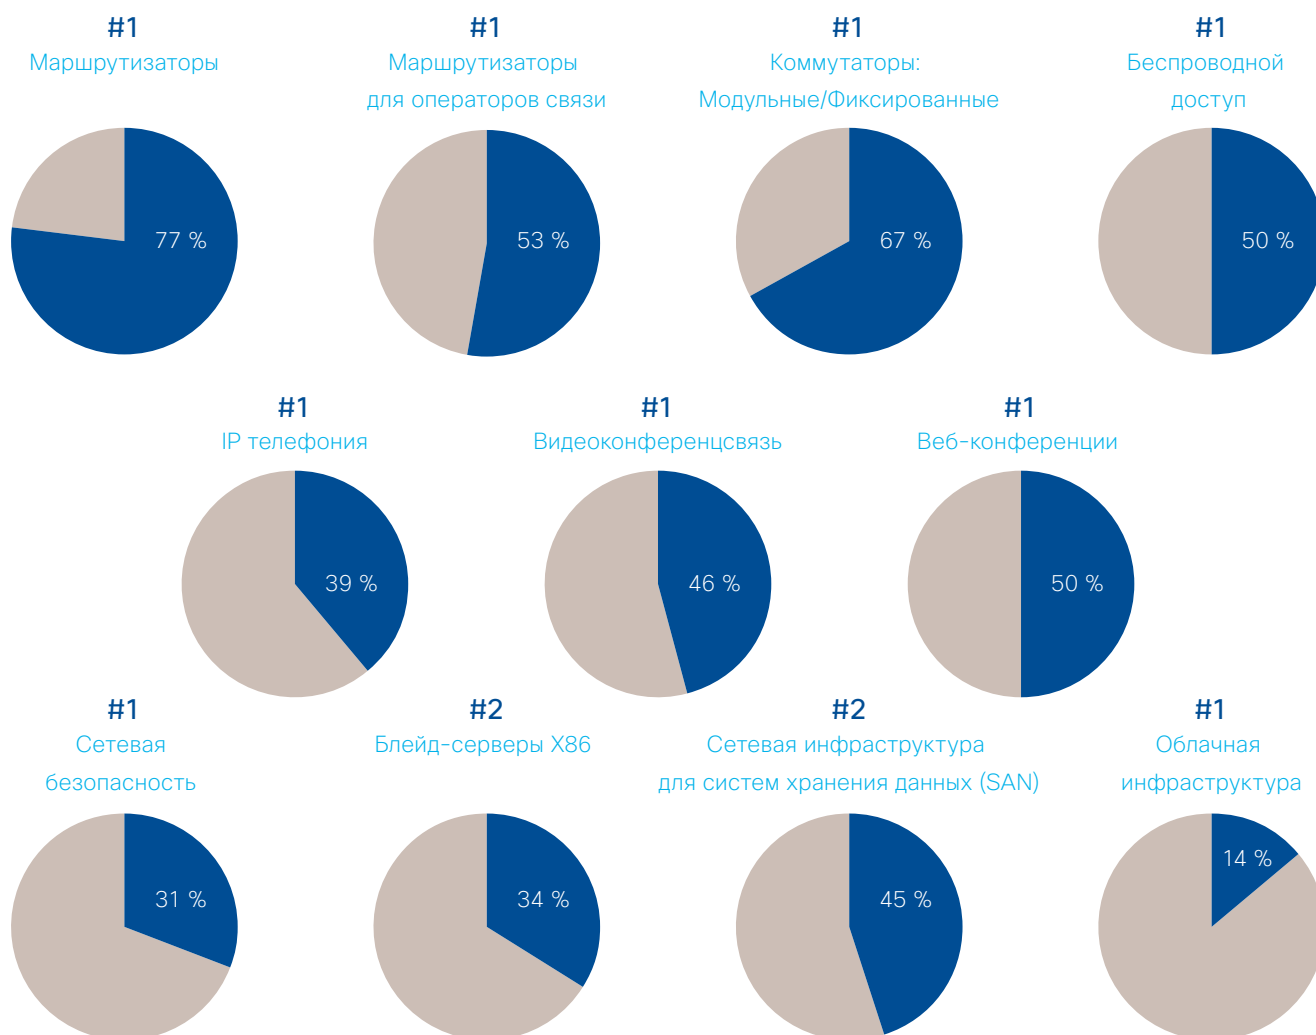 #1
Маршрутизаторы
77 %
#1
Маршрутизаторы
для операторов связи
53 %
#1
Коммутаторы:
Модульные/Фиксированные
67 %
#1
Беспроводной
доступ
50 %
#1
IP телефония
39 %
#1
Видеоконференцсвязь
46 %
#1
Веб-конференции
50 %
#1
Сетевая
безопасность
31 %
#2
Блейд-серверы X86
34 %
#2
Сетевая инфраструктура
для систем хранения данных (SAN)
45 %
#1
Облачная
инфраструктура
14 %